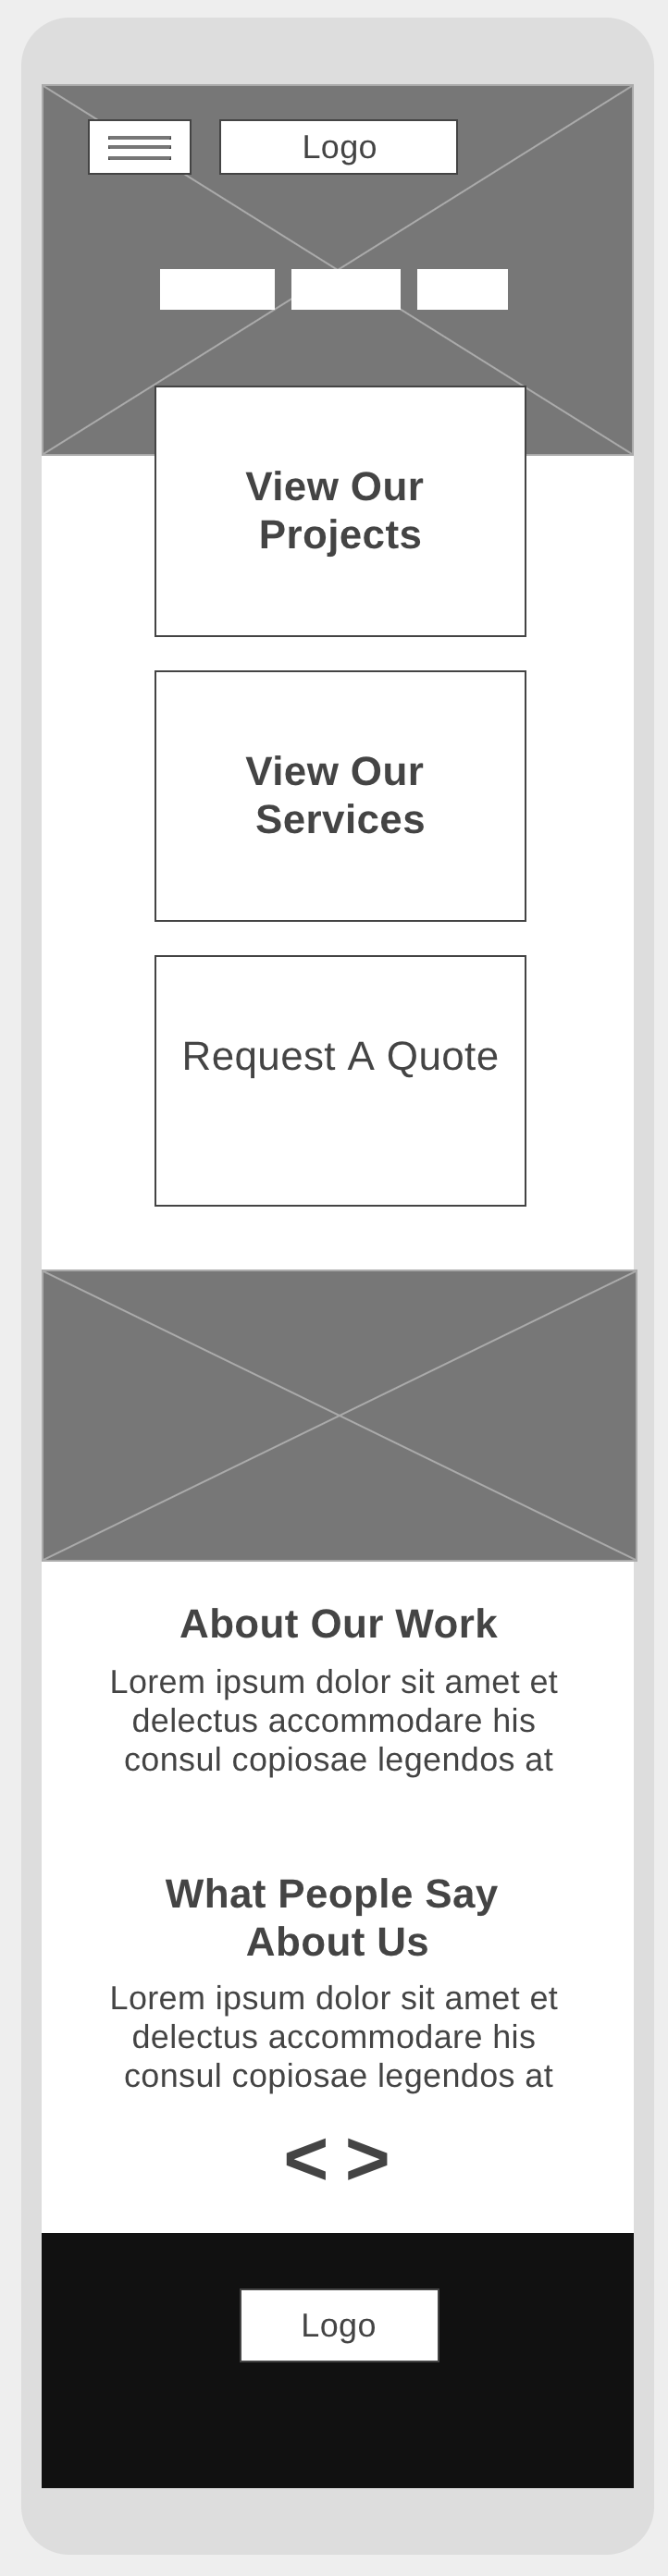 Logo
View Our
Projects
View Our
Services
Request A Quote
About Our Work
Lorem ipsum dolor sit amet et
delectus accommodare his
consul copiosae legendos at
What People Say
About Us
Lorem ipsum dolor sit amet et
delectus accommodare his
consul copiosae legendos at
< >
Logo